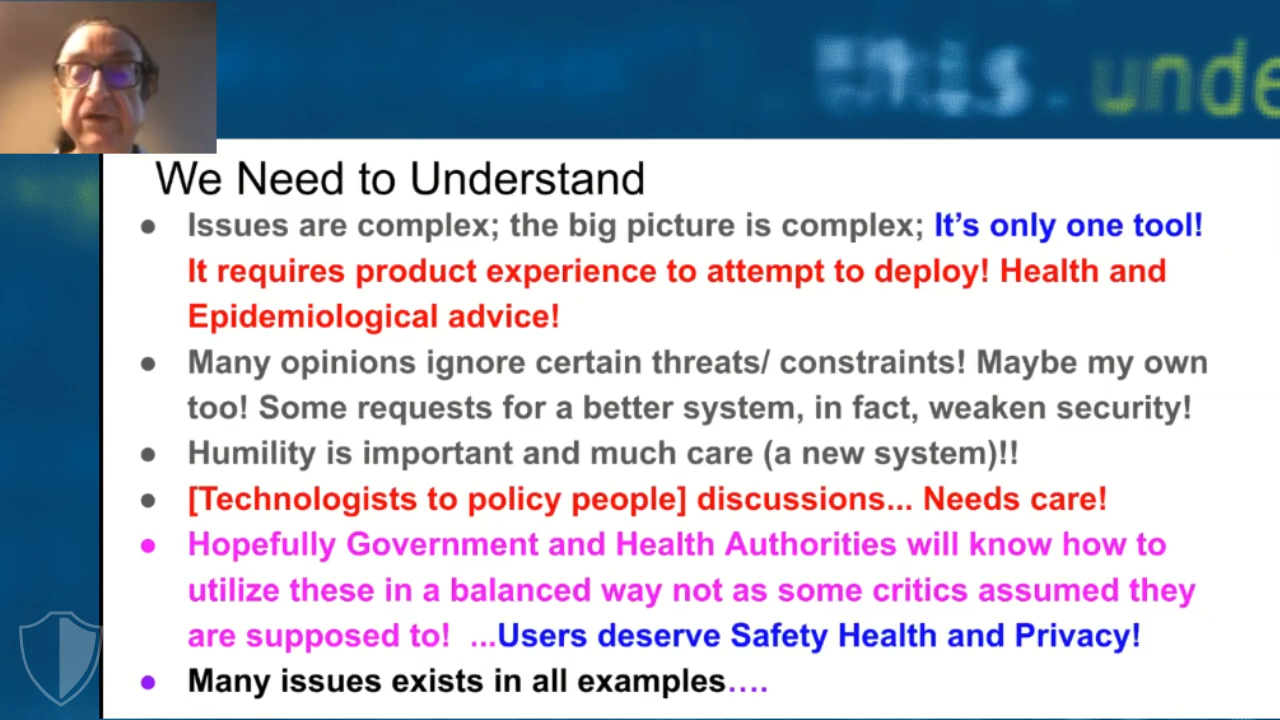 unde
We Need to Understand
● Issues are complex; the big picture is complex; It's only one tool!
It requires product experience to attempt to deploy! Health and
Epidemiological advice!
● Many opinions ignore certain threats/ constraints! Maybe my own
too! Some requests for a better system, in fact, weaken security!
● Humility is important and much care (a new system)!!
● [Technologists to policy people] discussions... Needs care!
● Hopefully Government and Health Authorities will know how to
utilize these in a balanced way not as some critics assumed they
are supposed to! ...Users deserve Safety Health and Privacy!
● Many issues exists in all examples....